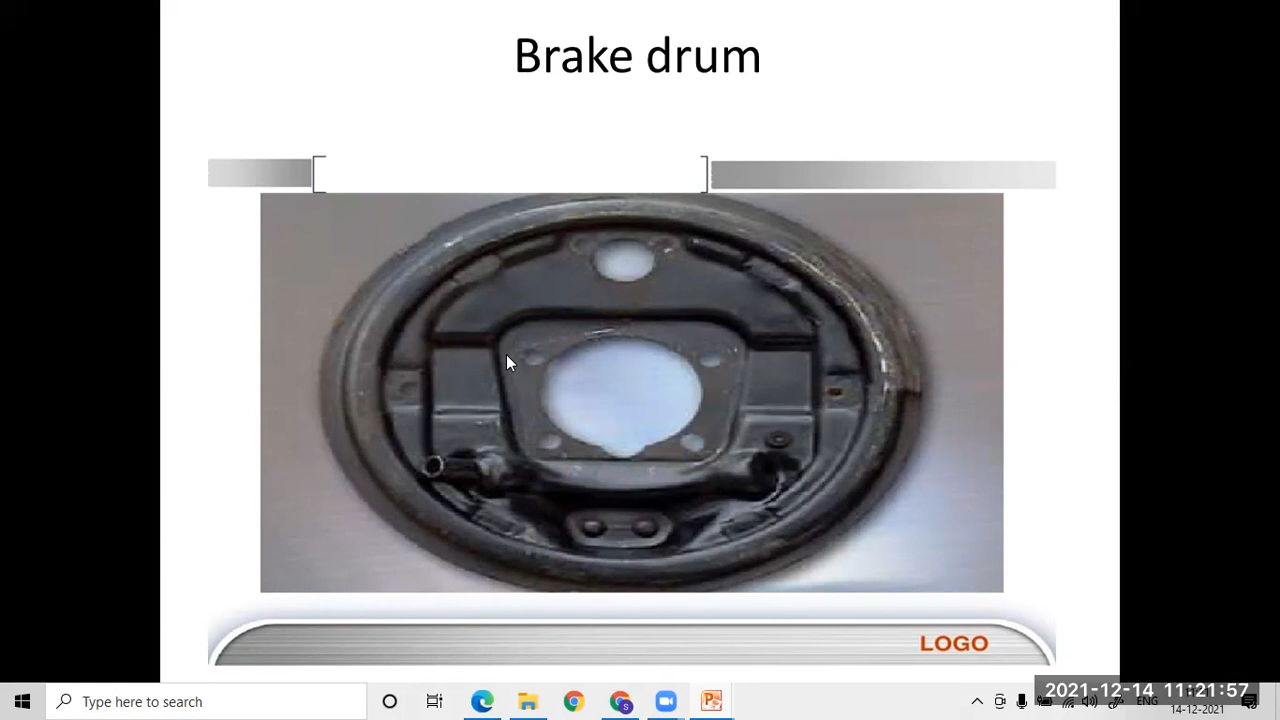 Brake drum
LOGO
Type here to search
ENG
2021-12-14 11:21:57
14-12-2021